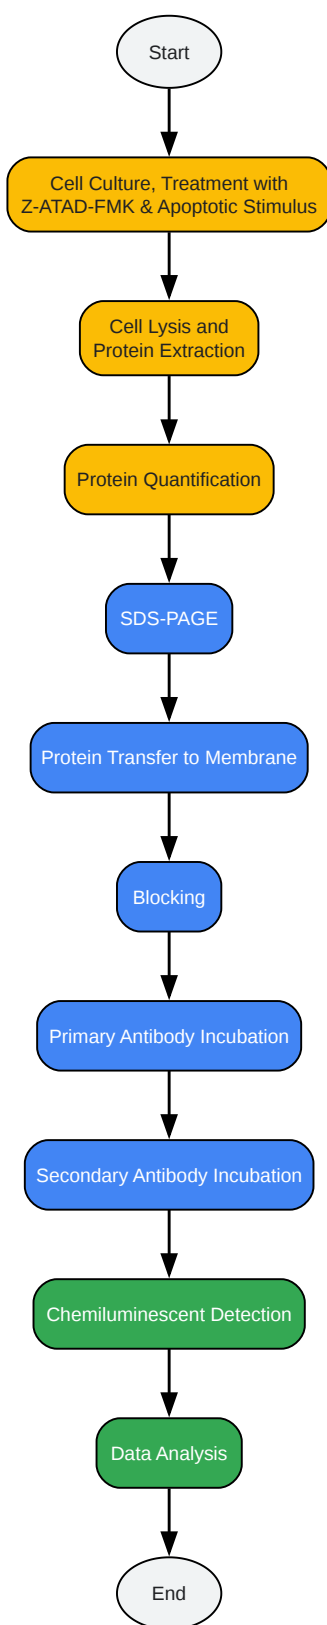 Start
Cell Culture, Treatment with
Z-ATAD-FMK & Apoptotic Stimulus
Cell Lysis and
Protein Extraction
Protein Quantification
SDS-PAGE
Protein Transfer to Membrane
Blocking
Primary Antibody Incubation
Secondary Antibody Incubation
Chemiluminescent Detection
Data Analysis
End